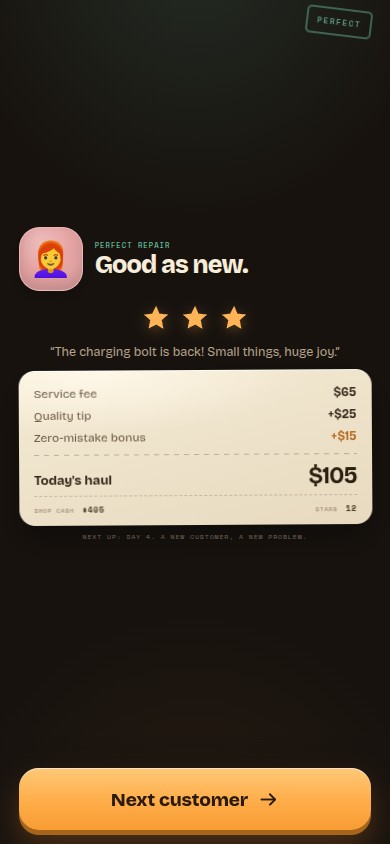 PERFECT
PERFECT REPAIR
Good as new.
“The charging bolt is back! Small things, huge joy.”
Service fee $65
Quality tip +$25
Zero-mistake bonus +$15
Today's haul $105
SHOP CASH $405 STARS 12
NEXT UP: DAY 4. A NEW CUSTOMER, A NEW PROBLEM.
Next customer →